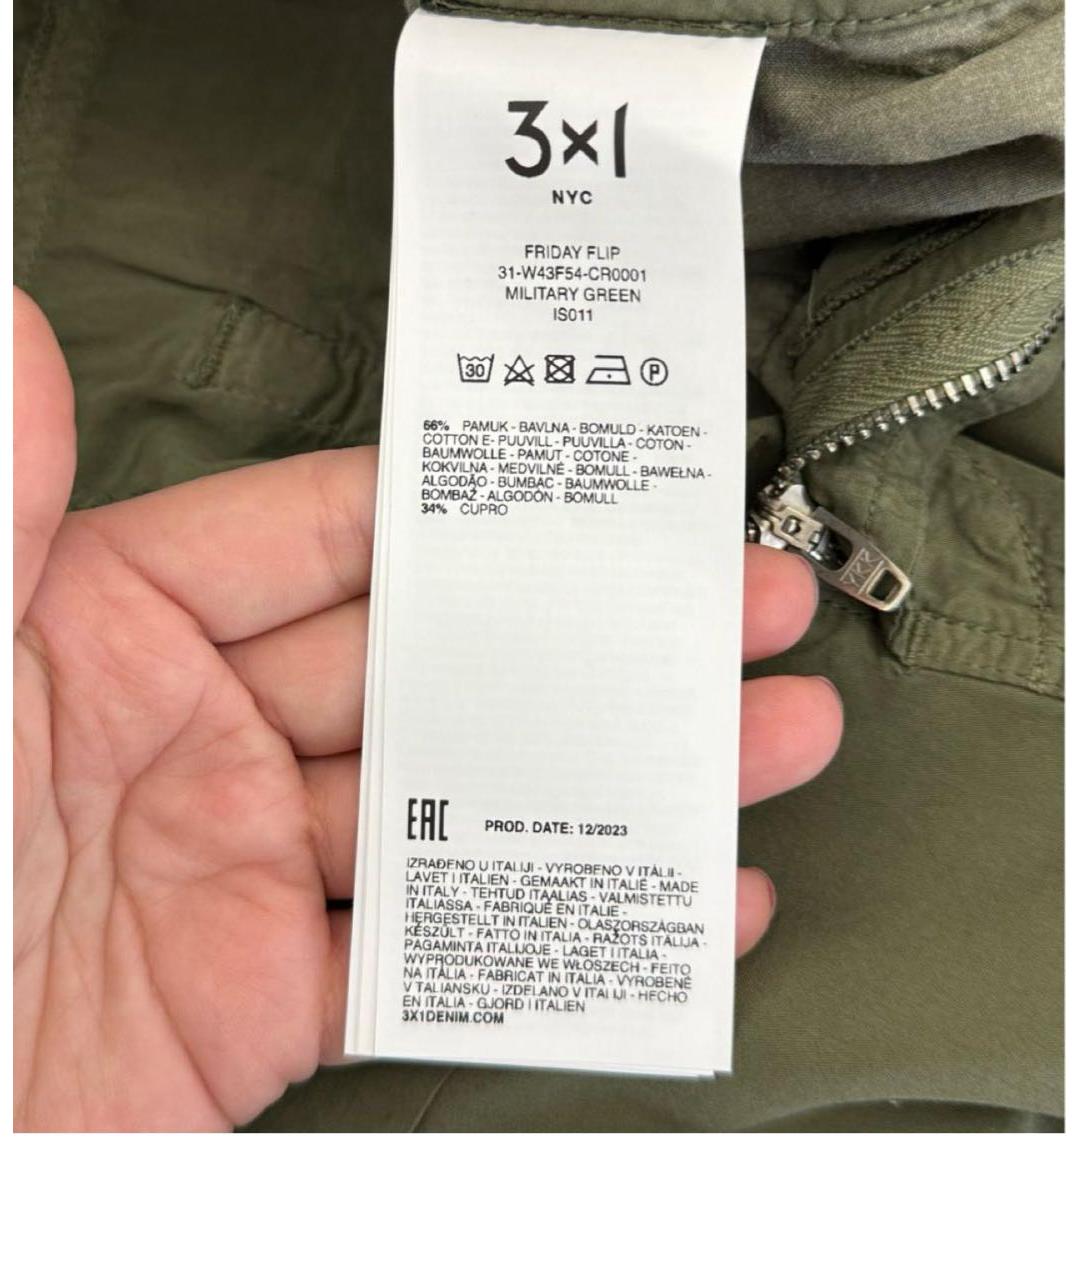 3x1
NYC
FRIDAY FLIP
31-W43F54-CR0001
MILITARY GREEN
IS011
30
P
66% PAMUK - BAVLNA - BOMULD - KATOEN -
COTTON E- PUUVILL - PUUVILLA - COTON -
BAUMWOLLE - PAMUT - COTONE -
KOKVILNA - MEDVILNĖ - BOMULL - BAWEŁNA -
ALGODÃO - BUMBAC - BAUMWOLLE -
BOMBAŽ - ALGODÓN - BOMULL
34% CUPRO
YKK
EAC
PROD. DATE: 12/2023
IZRAĐENO U ITALIJI - VYROBENO V ITÁLII -
LAVET I ITALIEN - GEMAAKT IN ITALIË - MADE
IN ITALY - TEHTUD ITAALIAS - VALMISTETTU
ITALIASSA - FABRIQUÉ EN ITALIE -
HERGESTELLT IN ITALIEN - OLASZORSZÁGBAN
KÉSZÜLT - FATTO IN ITALIA - RAŽOTS ITĀLIJA -
PAGAMINTA ITALIJOJE - LAGET I ITALIA -
WYPRODUKOWANE WE WŁOSZECH - FEITO
NA ITÁLIA - FABRICAT IN ITALIA - VYROBENÉ
V TALIANSKU - IZDELANO V ITALIJI - HECHO
EN ITALIA - GJORD I ITALIEN
3X1DENIM.COM